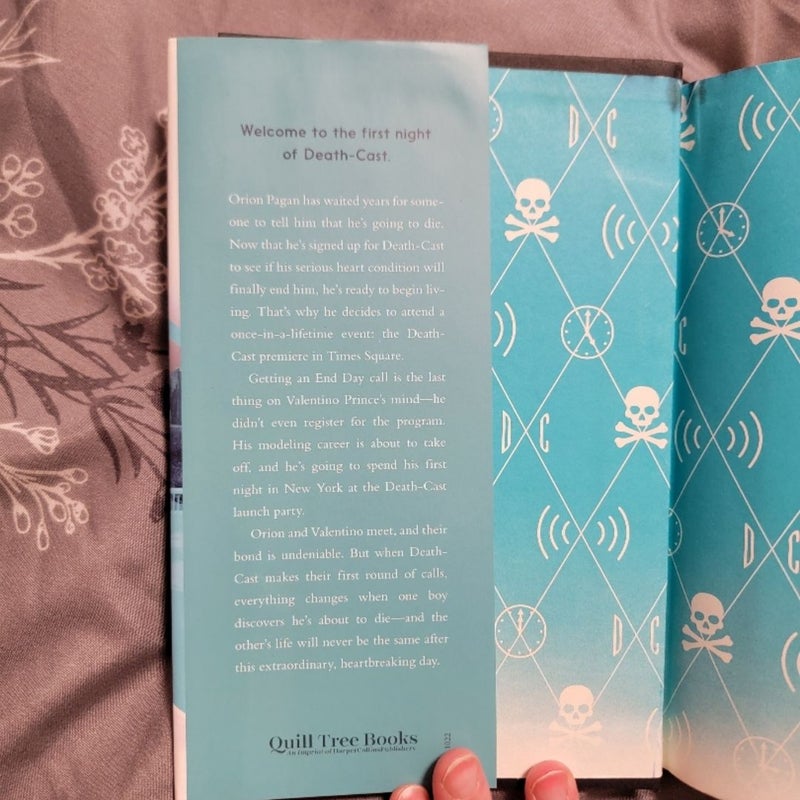 Welcome to the first night
of Death-Cast.
Orion Pagan has waited years for some-
one to tell him that he's going to die.
Now that he's signed up for Death-Cast
to see if his serious heart condition will
finally end him, he's ready to begin liv-
ing. That's why he decides to attend a
once-in-a-lifetime event: the Death-
Cast premiere in Times Square.
Getting an End Day call is the last
thing on Valentino Prince's mind—he
didn't even register for the program.
His modeling career is about to take
off, and he's going to spend his first
night in New York at the Death-Cast
launch party.
Orion and Valentino meet, and their
bond is undeniable. But when Death-
Cast makes their first round of calls,
everything changes when one boy
discovers he's about to die—and the
other's life will never be the same after
this extraordinary, heartbreaking day.
Quill Tree Books
An Imprint of HarperCollinsPublishers
1022
D C
C
D C
D C
D C